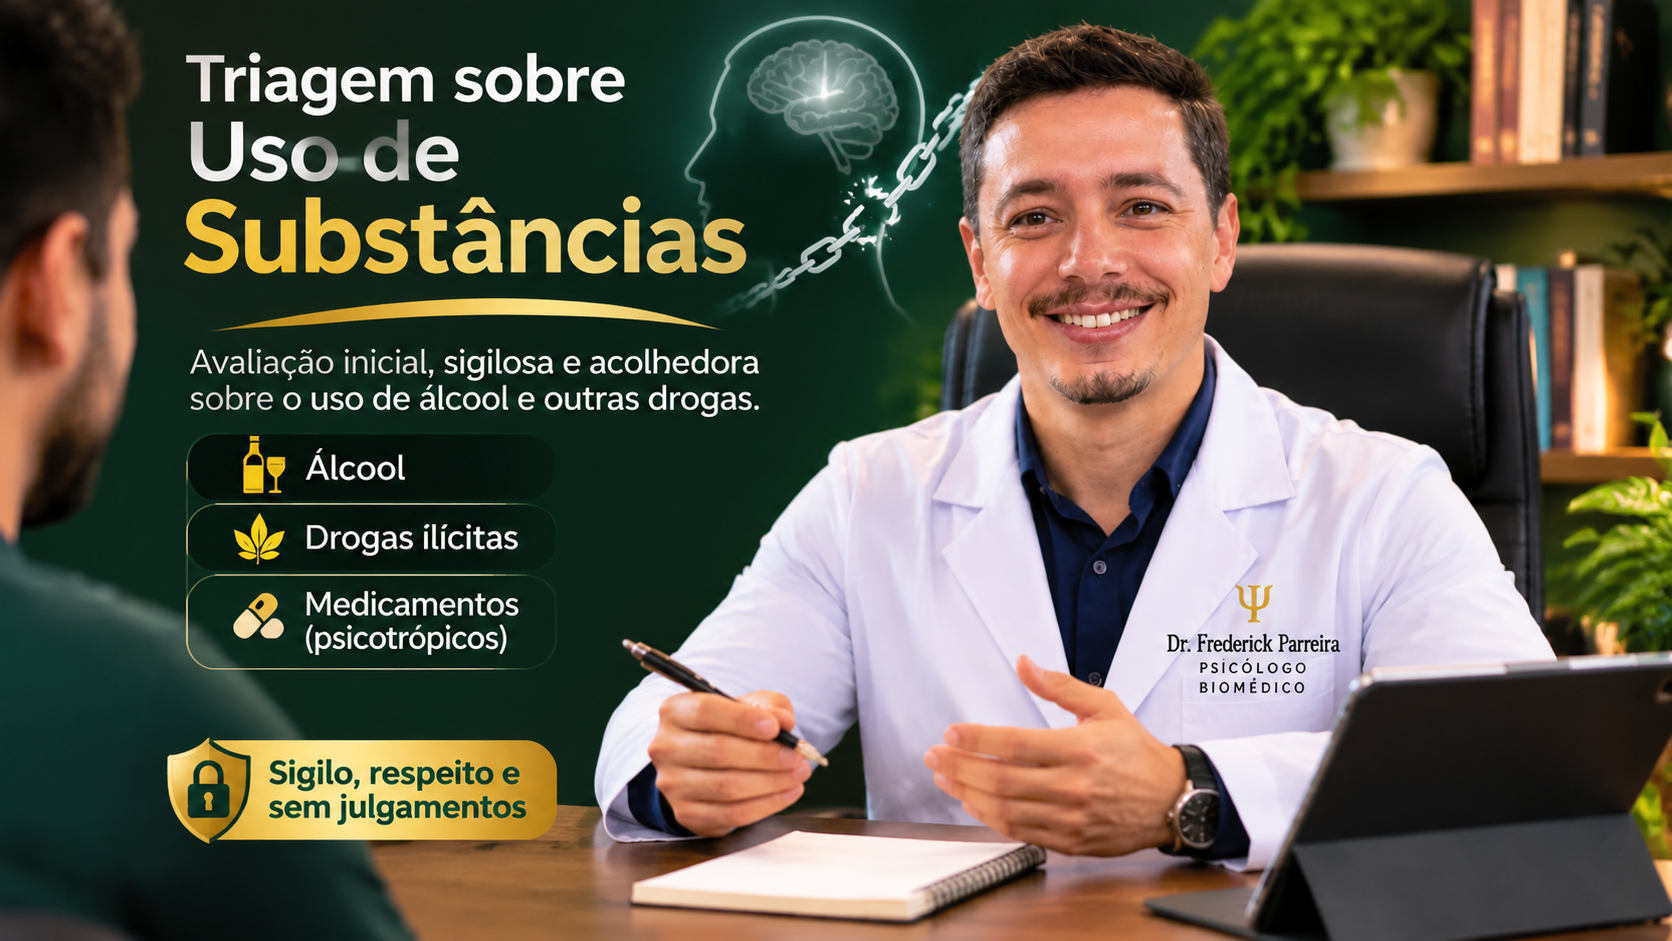 Triagem sobre
Uso de
Substâncias
Avaliação inicial, sigilosa e acolhedora
sobre o uso de álcool e outras drogas.
Álcool
Drogas ilícitas
Medicamentos
(psicotrópicos)
Sigilo, respeito e
sem julgamentos
Ψ
Dr. Frederick Parreira
PSICÓLOGO
BIOMÉDICO